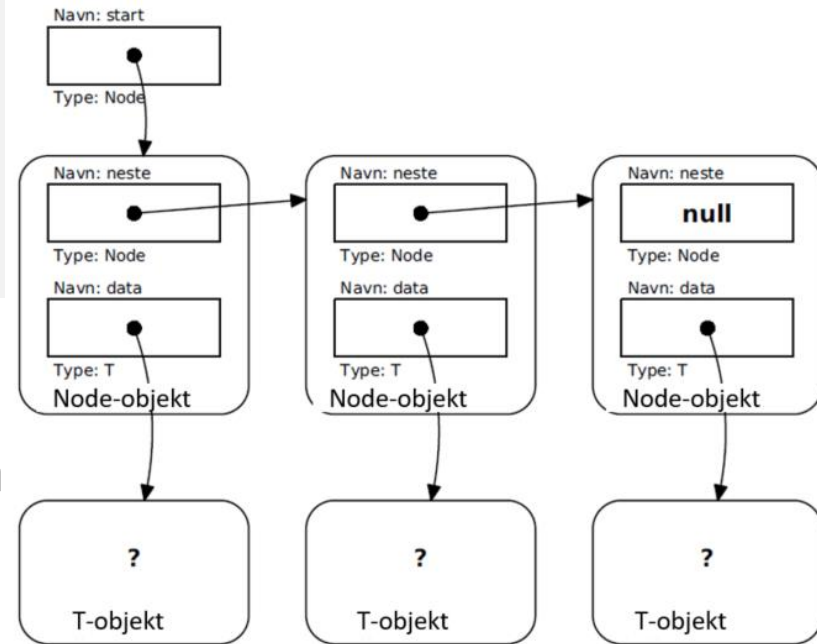 Navn: start
Type: Node
Navn: neste
Navn: neste
Navn: neste
null
Type: Node
Type: Node
Type: Node
Navn: data
Navn: data
Navn: data
Type: T
Type: T
Type: T
Node-objekt
Node-objekt
Node-objekt
?
?
?
T-objekt
T-objekt
T-objekt